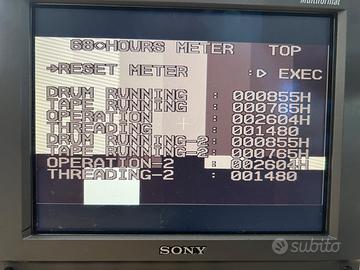 Multiformat
68◇HOURS METER TOP
→RESET METER :▷ EXEC
DRUM RUNNING : 000855H
TAPE RUNNING : 000765H
OPERATION : 002604H
THREADING : 001480
DRUM RUNNING-2 : 000855H
TAPE RUNNING-2 : 000765H
OPERATION-2 : 002604H
THREADING-2 : 001480
SONY
subito